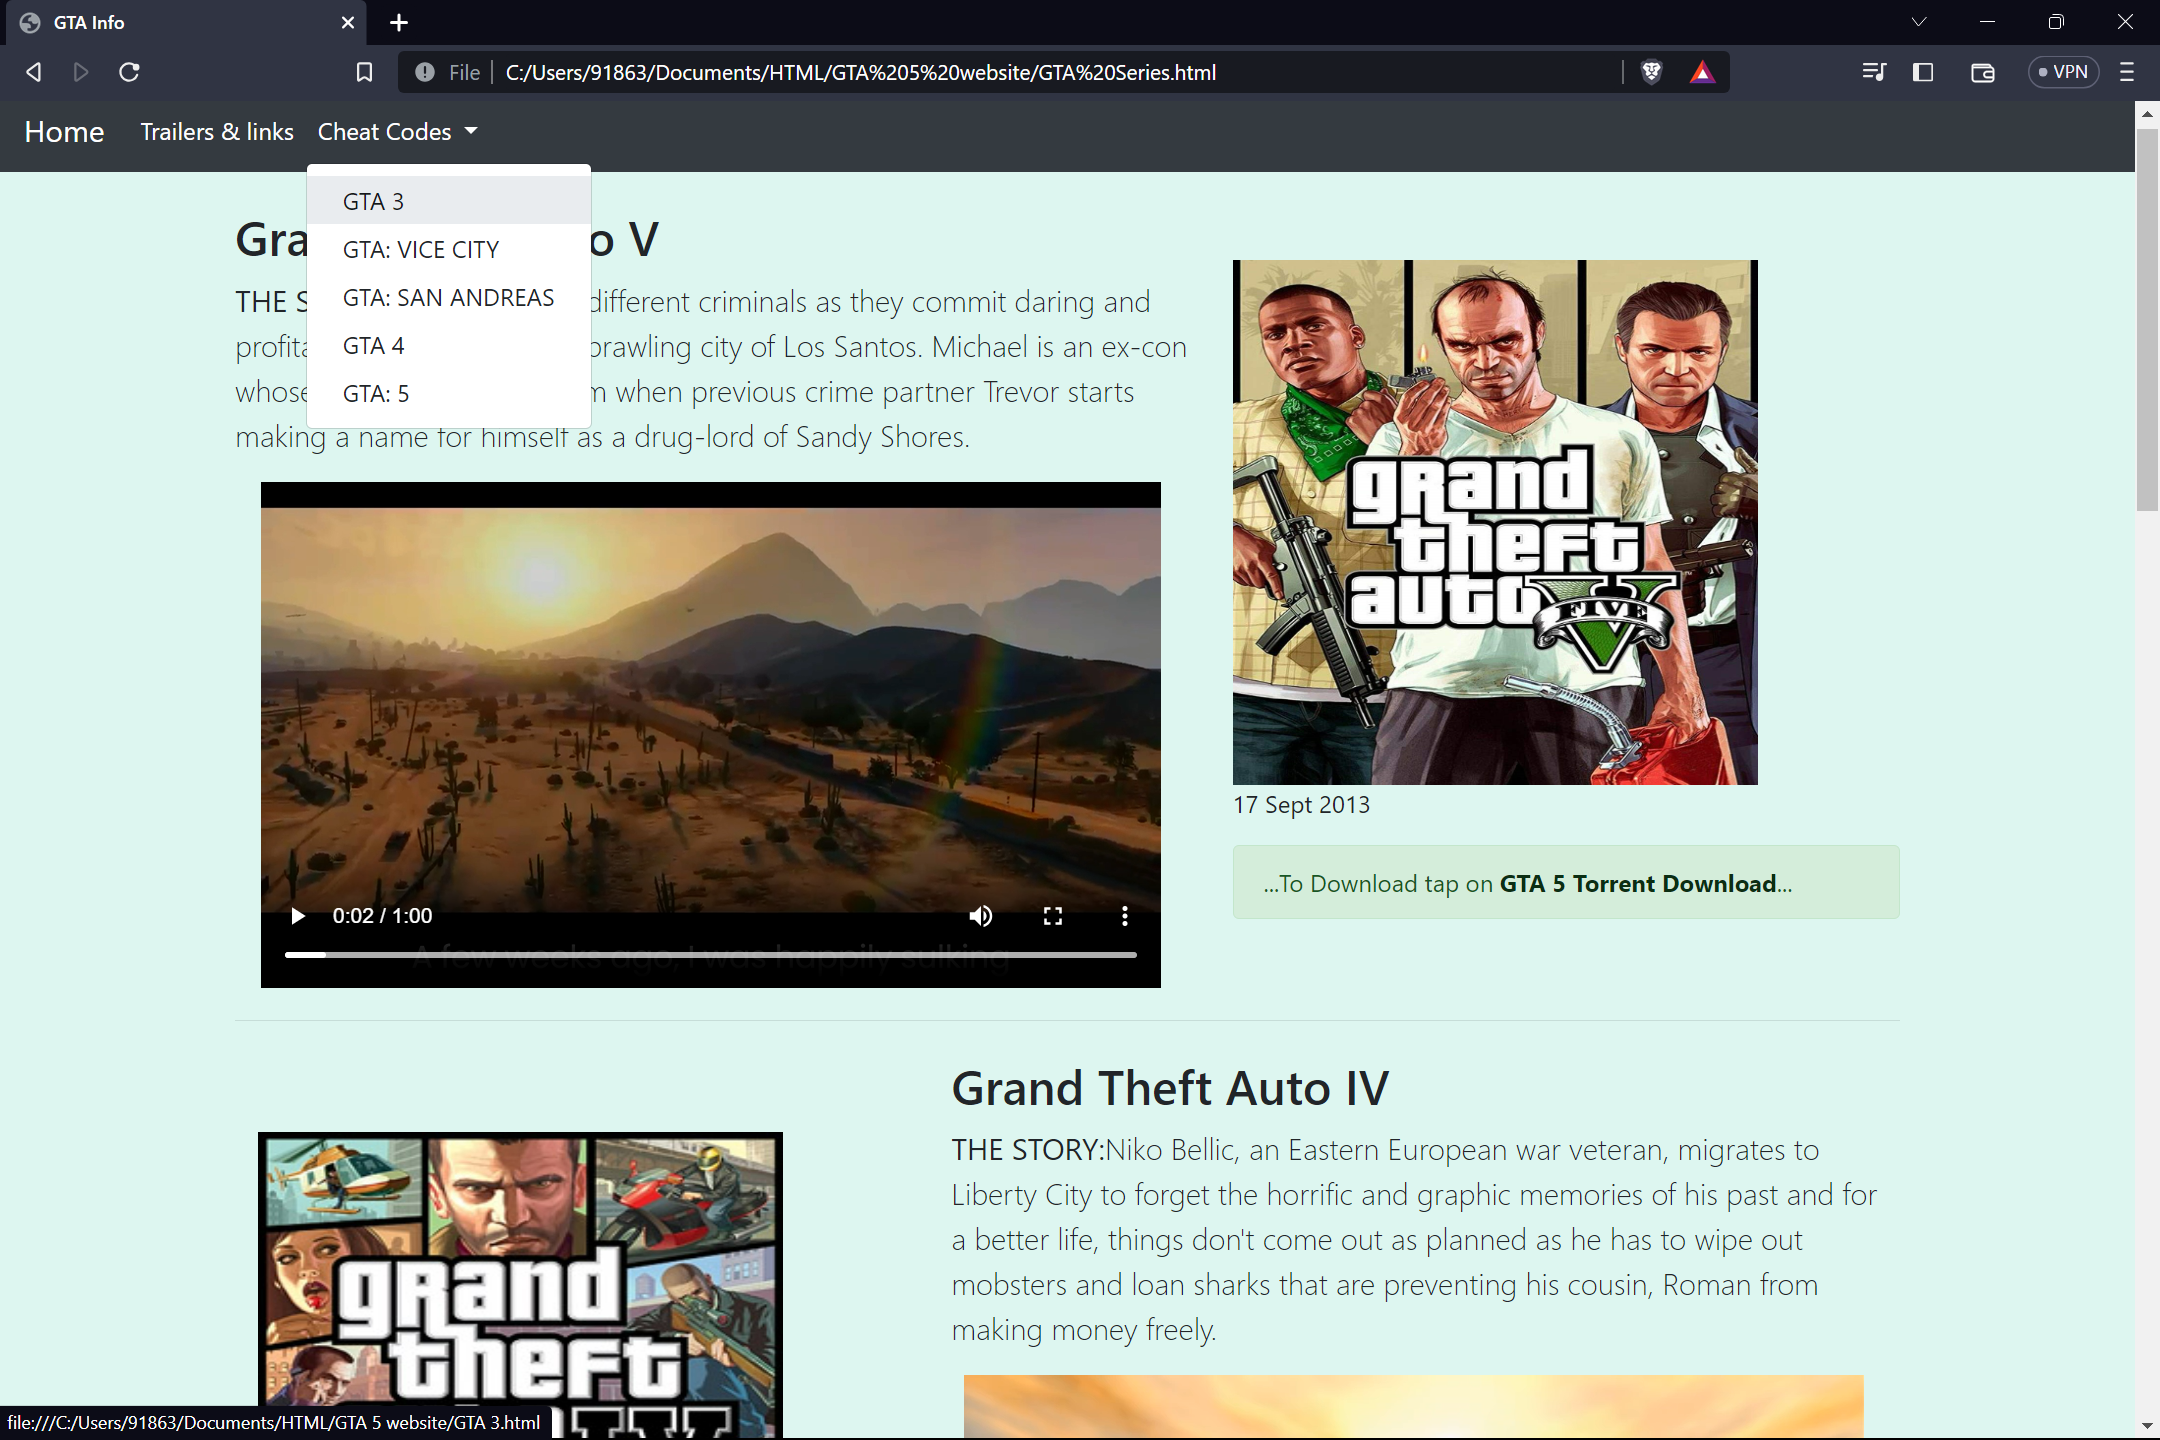 GTA Info
File
C:/Users/91863/Documents/HTML/GTA%205%20website/GTA%20Series.html
VPN
Home
Trailers & links
Cheat Codes
GTA 3
GTA: VICE CITY
GTA: SAN ANDREAS
GTA 4
GTA: 5
Gra o V
THE S different criminals as they commit daring and
profita prawling city of Los Santos. Michael is an ex-con
whose m when previous crime partner Trevor starts
making a name for himself as a drug-lord of Sandy Shores.
grand
theft
auto
FIVE
V
17 Sept 2013
...To Download tap on GTA 5 Torrent Download...
0:02 / 1:00
A few weeks ago, I was happily sulking
Grand Theft Auto IV
THE STORY:Niko Bellic, an Eastern European war veteran, migrates to
Liberty City to forget the horrific and graphic memories of his past and for
a better life, things don't come out as planned as he has to wipe out
mobsters and loan sharks that are preventing his cousin, Roman from
making money freely.
grand
theft
IV
file:///C:/Users/91863/Documents/HTML/GTA 5 website/GTA 3.html